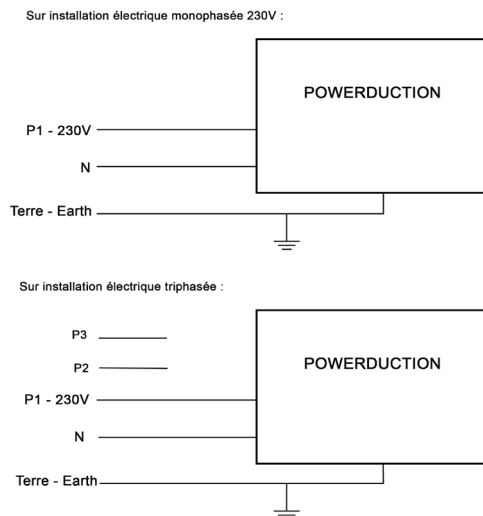 Sur installation électrique monophasée 230V :
POWERDUCTION
P1 - 230V
N
Terre - Earth
Sur installation électrique triphasée :
P3
P2
POWERDUCTION
P1 - 230V
N
Terre - Earth